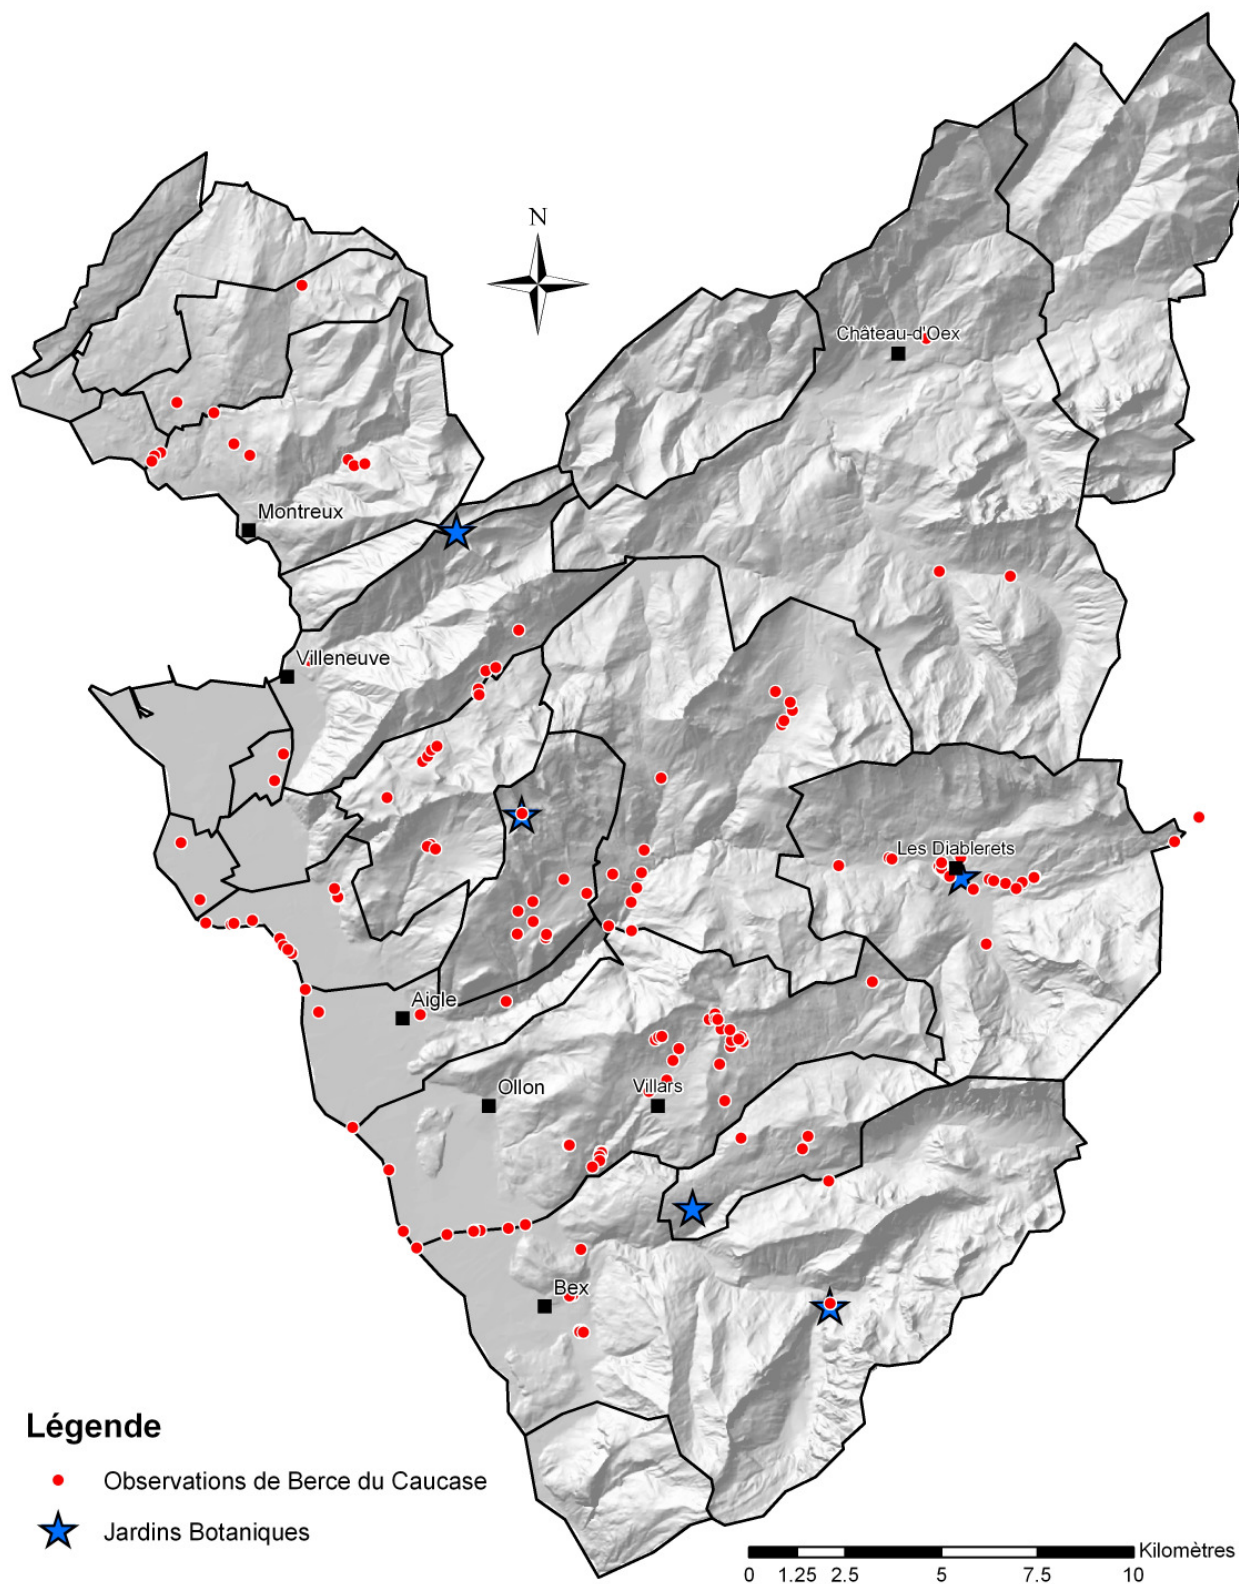 N
Château-d'Oex
Montreux
Villeneuve
Les Diablerets
Aigle
Ollon
Villars
Bex
Légende
Observations de Berce du Caucase
Jardins Botaniques
Kilomètres
0 1.25 2.5 5 7.5 10